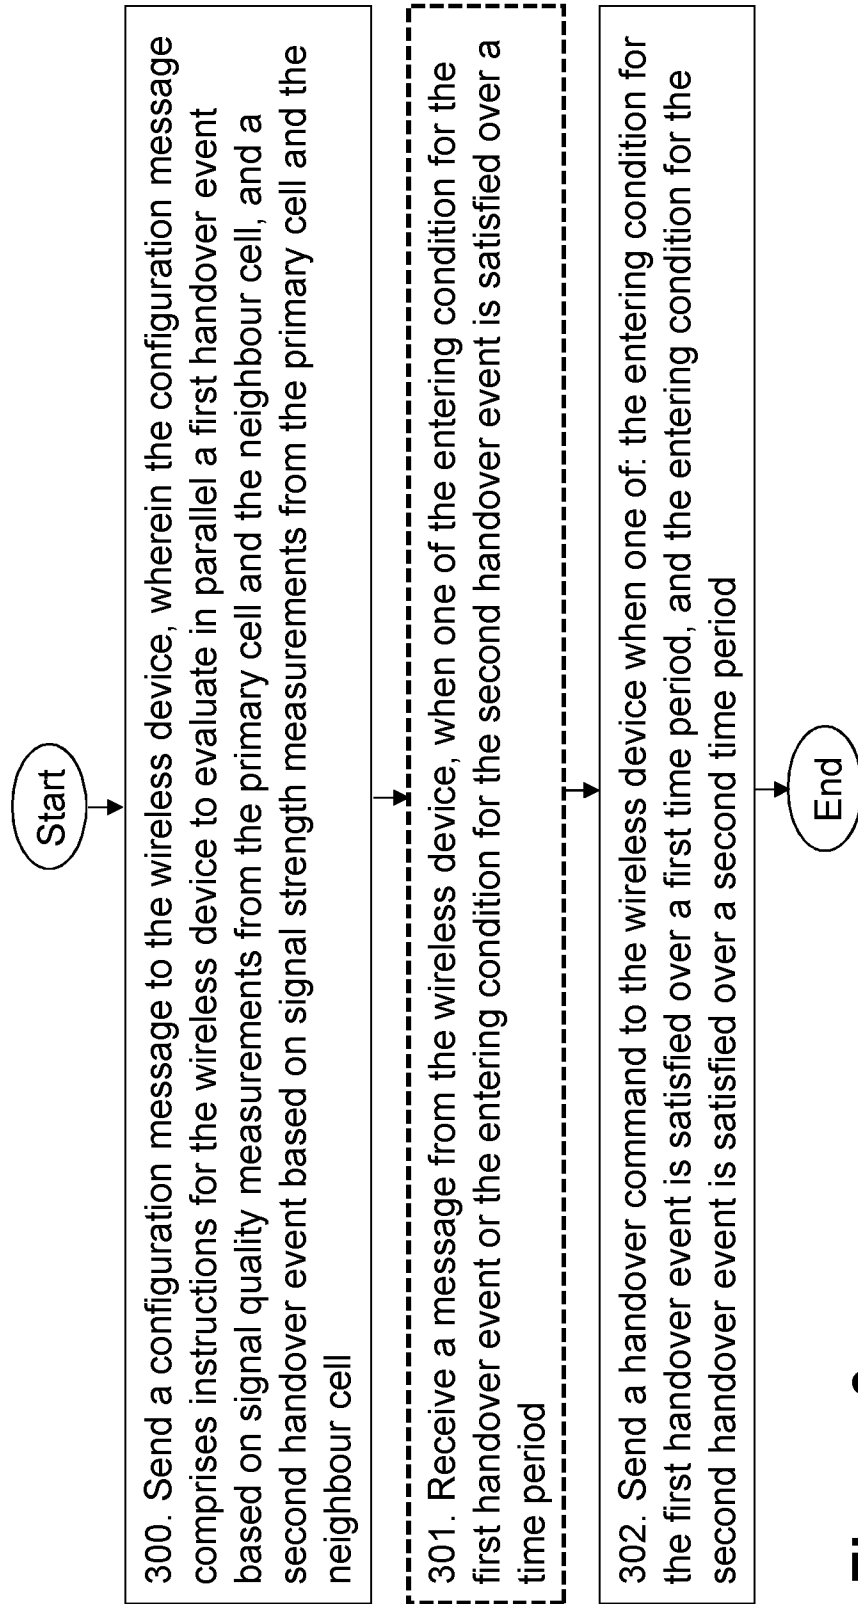 Start
300. Send a configuration message to the wireless device, wherein the configuration message
comprises instructions for the wireless device to evaluate in parallel a first handover event
based on signal quality measurements from the primary cell and the neighbour cell, and a
second handover event based on signal strength measurements from the primary cell and the
neighbour cell
301. Receive a message from the wireless device, when one of the entering condition for the
first handover event or the entering condition for the second handover event is satisfied over a
time period
302. Send a handover command to the wireless device when one of: the entering condition for
the first handover event is satisfied over a first time period, and the entering condition for the
second handover event is satisfied over a second time period
End